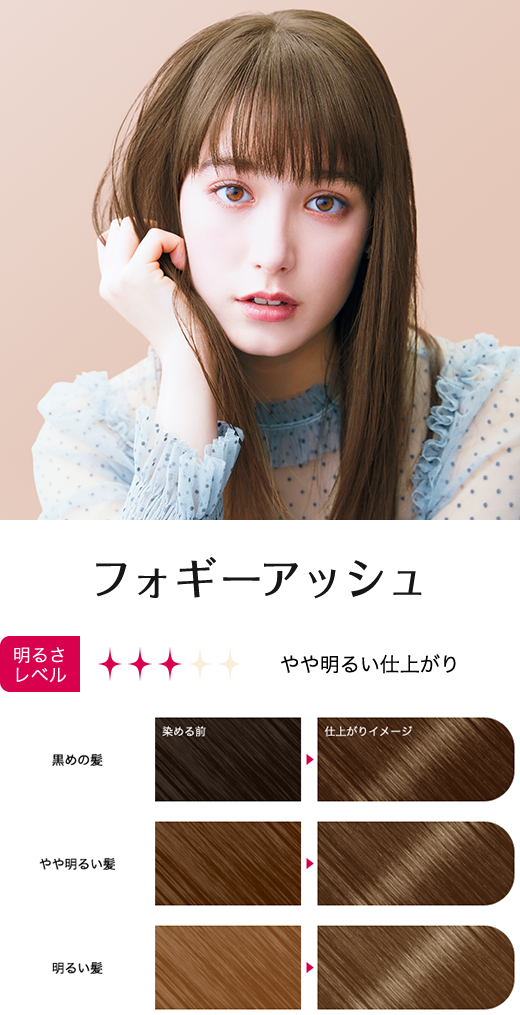 フォギーアッシュ
明るさ
レベル
やや明るい仕上がり
染める前
仕上がりイメージ
黒めの髪
やや明るい髪
明るい髪